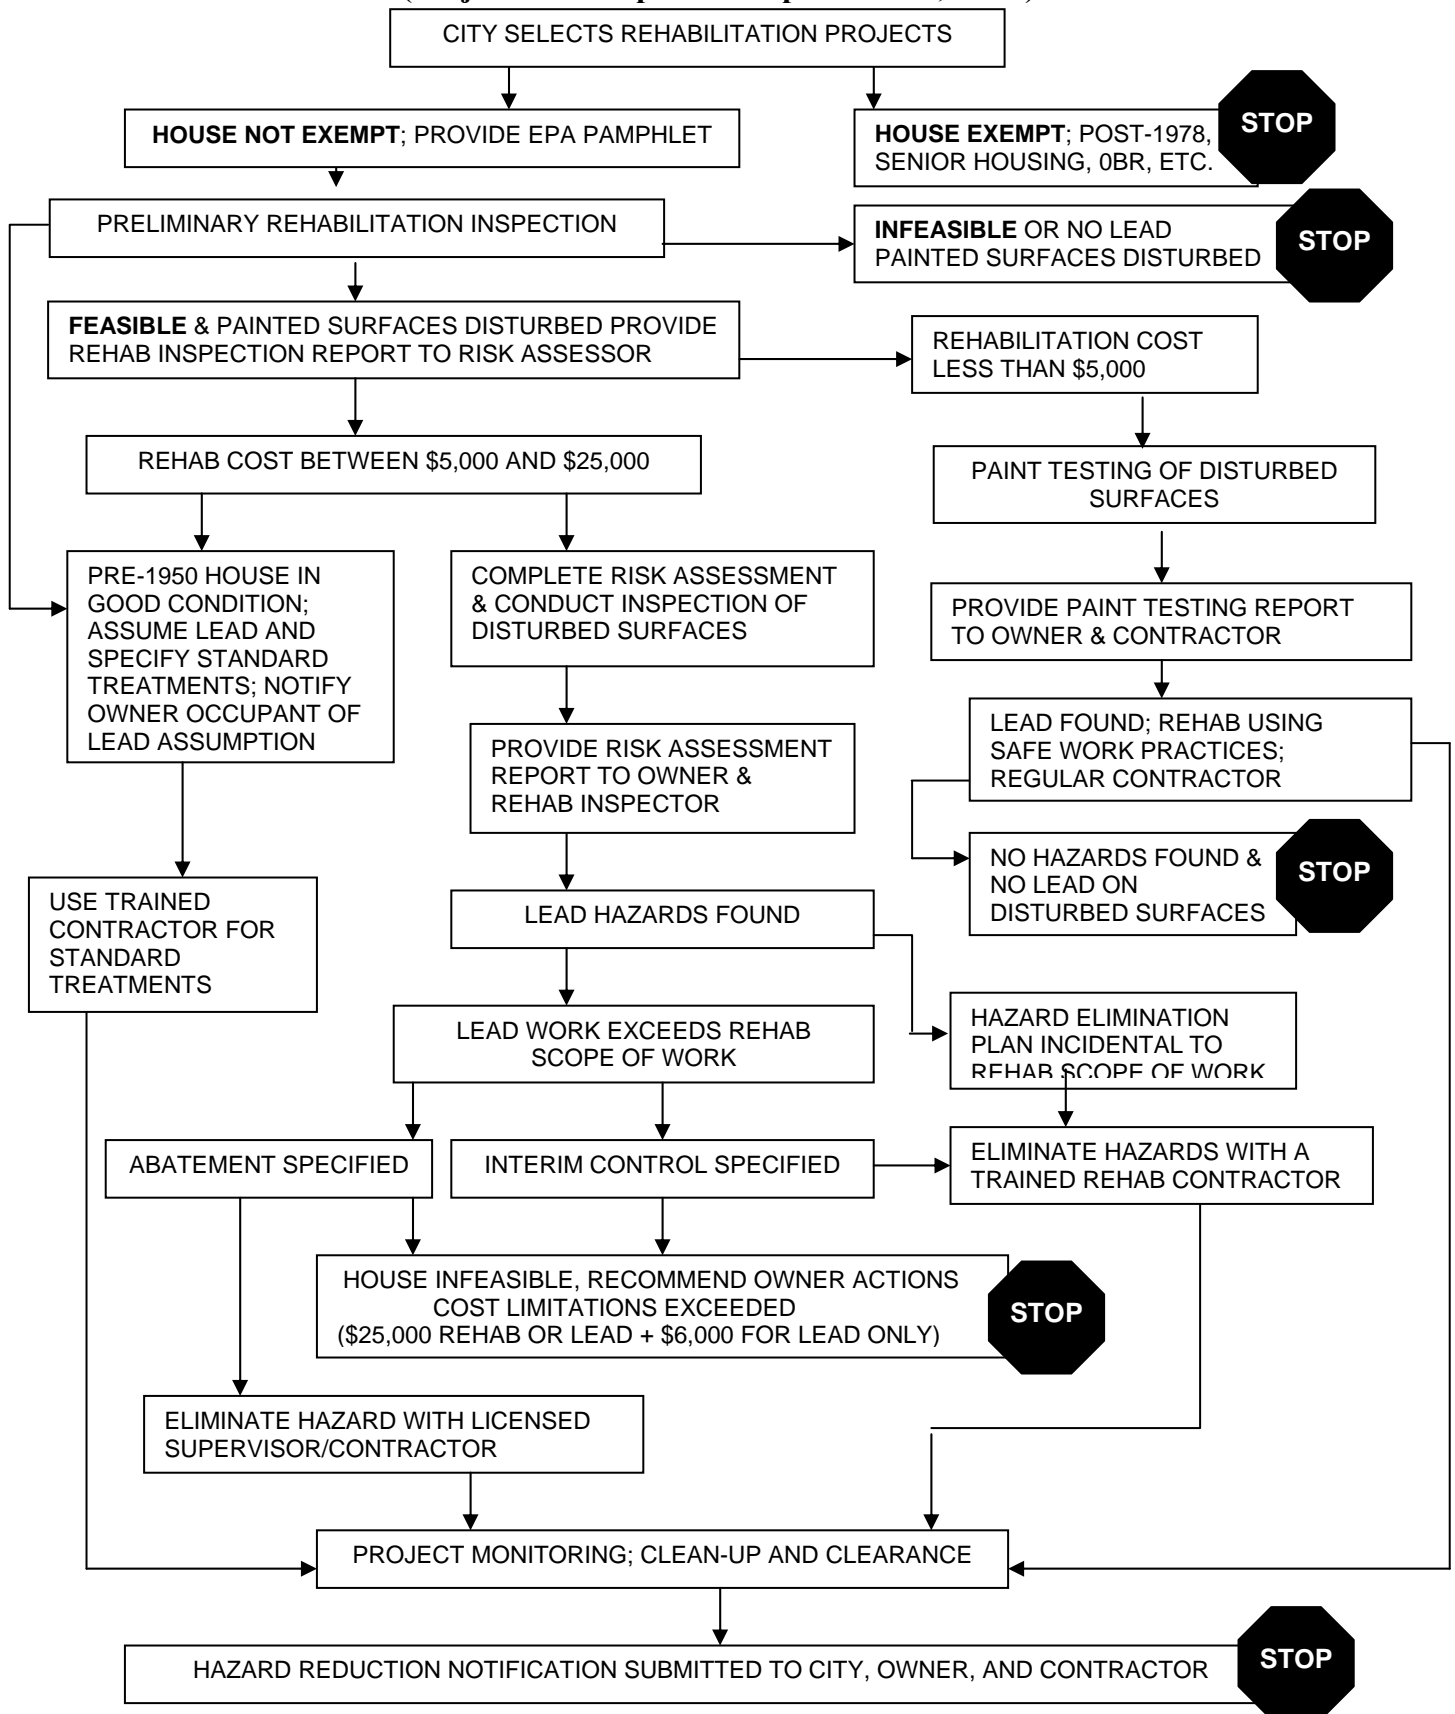 CITY SELECTS REHABILITATION PROJECTS
HOUSE NOT EXEMPT; PROVIDE EPA PAMPHLET
HOUSE EXEMPT; POST-1978,
SENIOR HOUSING, 0BR, ETC.
STOP
PRELIMINARY REHABILITATION INSPECTION
INFEASIBLE OR NO LEAD
PAINTED SURFACES DISTURBED
STOP
FEASIBLE & PAINTED SURFACES DISTURBED PROVIDE
REHAB INSPECTION REPORT TO RISK ASSESSOR
REHABILITATION COST
LESS THAN $5,000
REHAB COST BETWEEN $5,000 AND $25,000
PAINT TESTING OF DISTURBED
SURFACES
PRE-1950 HOUSE IN
GOOD CONDITION;
ASSUME LEAD AND
SPECIFY STANDARD
TREATMENTS; NOTIFY
OWNER OCCUPANT OF
LEAD ASSUMPTION
COMPLETE RISK ASSESSMENT
& CONDUCT INSPECTION OF
DISTURBED SURFACES
PROVIDE PAINT TESTING REPORT
TO OWNER & CONTRACTOR
LEAD FOUND; REHAB USING
SAFE WORK PRACTICES;
REGULAR CONTRACTOR
PROVIDE RISK ASSESSMENT
REPORT TO OWNER &
REHAB INSPECTOR
NO HAZARDS FOUND &
NO LEAD ON
DISTURBED SURFACES
STOP
USE TRAINED
CONTRACTOR FOR
STANDARD
TREATMENTS
LEAD HAZARDS FOUND
LEAD WORK EXCEEDS REHAB
SCOPE OF WORK
HAZARD ELIMINATION
PLAN INCIDENTAL TO
REHAB SCOPE OF WORK
ABATEMENT SPECIFIED
INTERIM CONTROL SPECIFIED
ELIMINATE HAZARDS WITH A
TRAINED REHAB CONTRACTOR
HOUSE INFEASIBLE, RECOMMEND OWNER ACTIONS
COST LIMITATIONS EXCEEDED
($25,000 REHAB OR LEAD + $6,000 FOR LEAD ONLY)
STOP
ELIMINATE HAZARD WITH LICENSED
SUPERVISOR/CONTRACTOR
PROJECT MONITORING; CLEAN-UP AND CLEARANCE
HAZARD REDUCTION NOTIFICATION SUBMITTED TO CITY, OWNER, AND CONTRACTOR
STOP